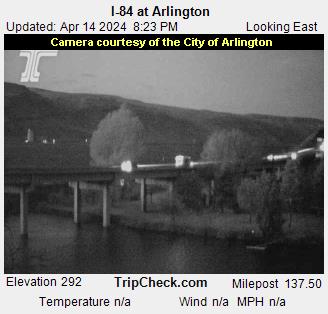 I-84 at Arlington
Updated: Apr 14 2024 8:23 PM Looking East
Camera courtesy of the City of Arlington
Elevation 292 TripCheck.com Milepost 137.50
Temperature n/a Wind n/a MPH n/a